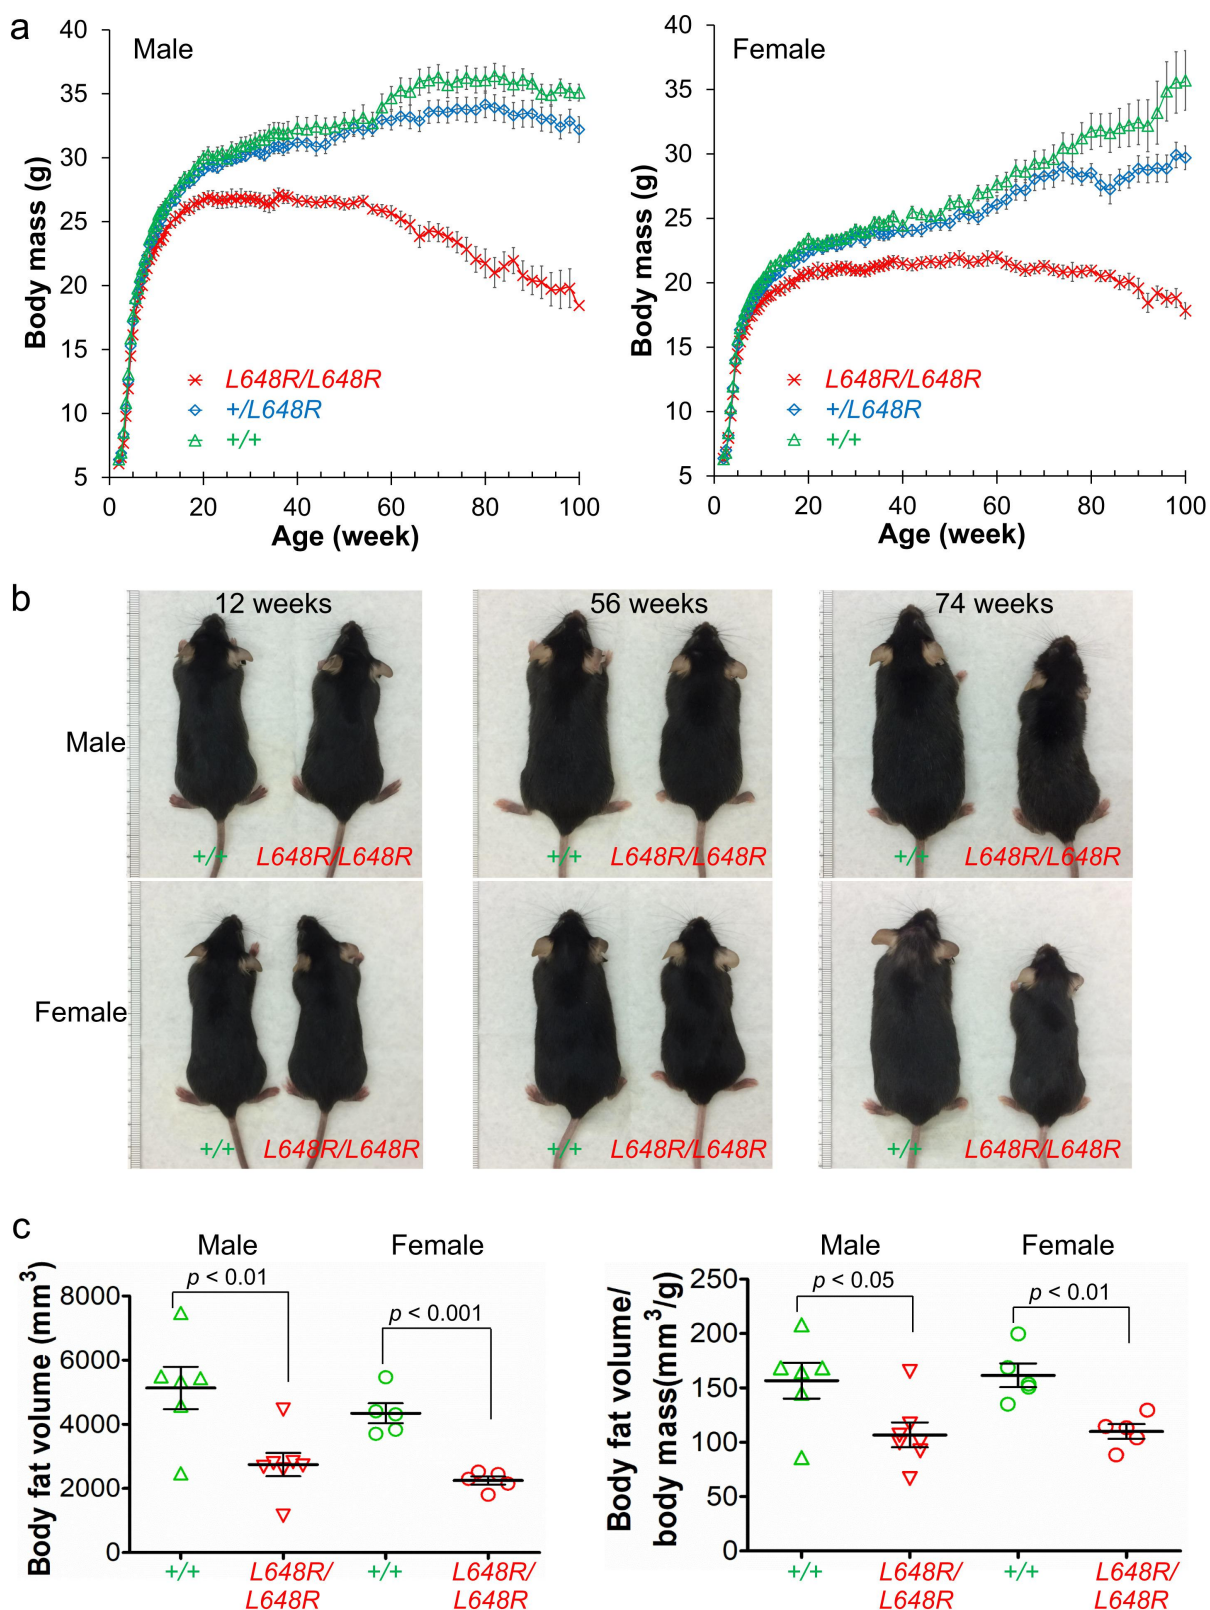 a
Male
Body mass (g)
40
35
30
25
20
15
10
5
0
20
40
60
80
100
Age (week)
L648R/L648R
+/L648R
+/+
Female
Body mass (g)
40
35
30
25
20
15
10
5
0
20
40
60
80
100
Age (week)
L648R/L648R
+/L648R
+/+
b
12 weeks
56 weeks
74 weeks
Male
+/+ L648R/L648R
+/+ L648R/L648R
+/+ L648R/L648R
Female
+/+ L648R/L648R
+/+ L648R/L648R
+/+ L648R/L648R
c
Male
Female
Body fat volume (mm³)
8000
6000
4000
2000
0
p < 0.01
p < 0.001
+/+
L648R/
L648R
+/+
L648R/
L648R
Male
Female
Body fat volume/
body mass(mm³/g)
250
200
150
100
50
0
p < 0.05
p < 0.01
+/+
L648R/
L648R
+/+
L648R/
L648R